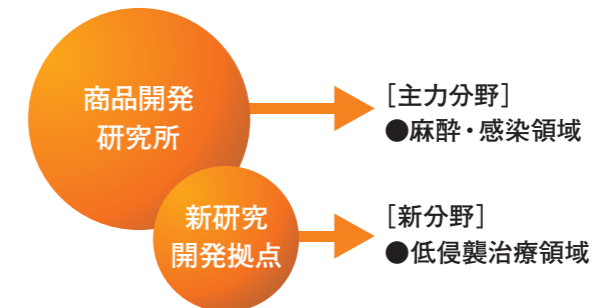 商品開発
研究所
[主力分野]
●麻酔・感染領域
新研究
開発拠点
[新分野]
●低侵襲治療領域